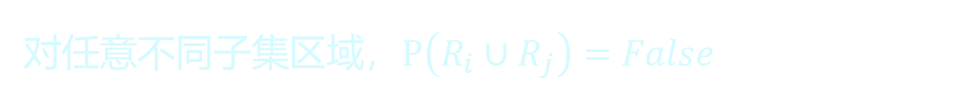 对任意不同子集区域，P(R_i ∪ R_j) = False